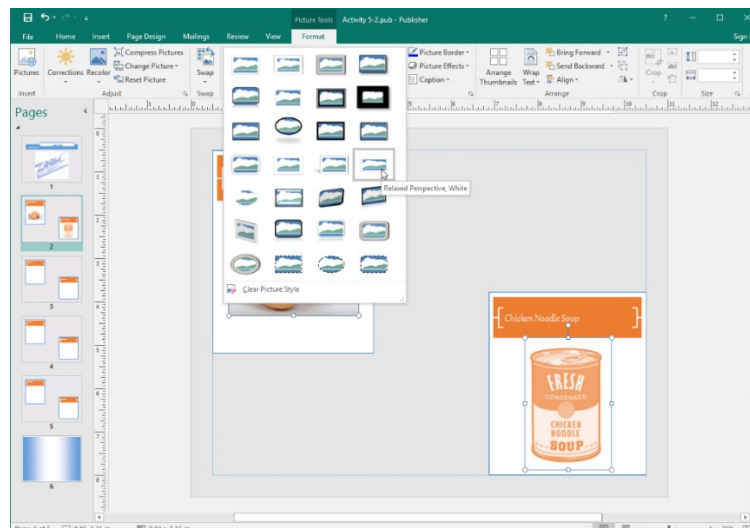 Picture Tools Activity 5-2.pub - Publisher ?
File Home Insert Page Design Mailings Review View Format Sign
Pictures Corrections Recolor Compress Pictures Change Picture Reset Picture Swap
Picture Border Picture Effects Caption
Arrange Thumbnails Wrap Text Bring Forward Send Backward Align Crop
Insert Adjust Swap Arrange Crop Size
Pages
1
2
3
4
5
6
Relaxed Perspective, White
Clear Picture Style
Chicken Noodle Soup
FRESH
CONDENSED
CHICKEN
NOODLE
SOUP